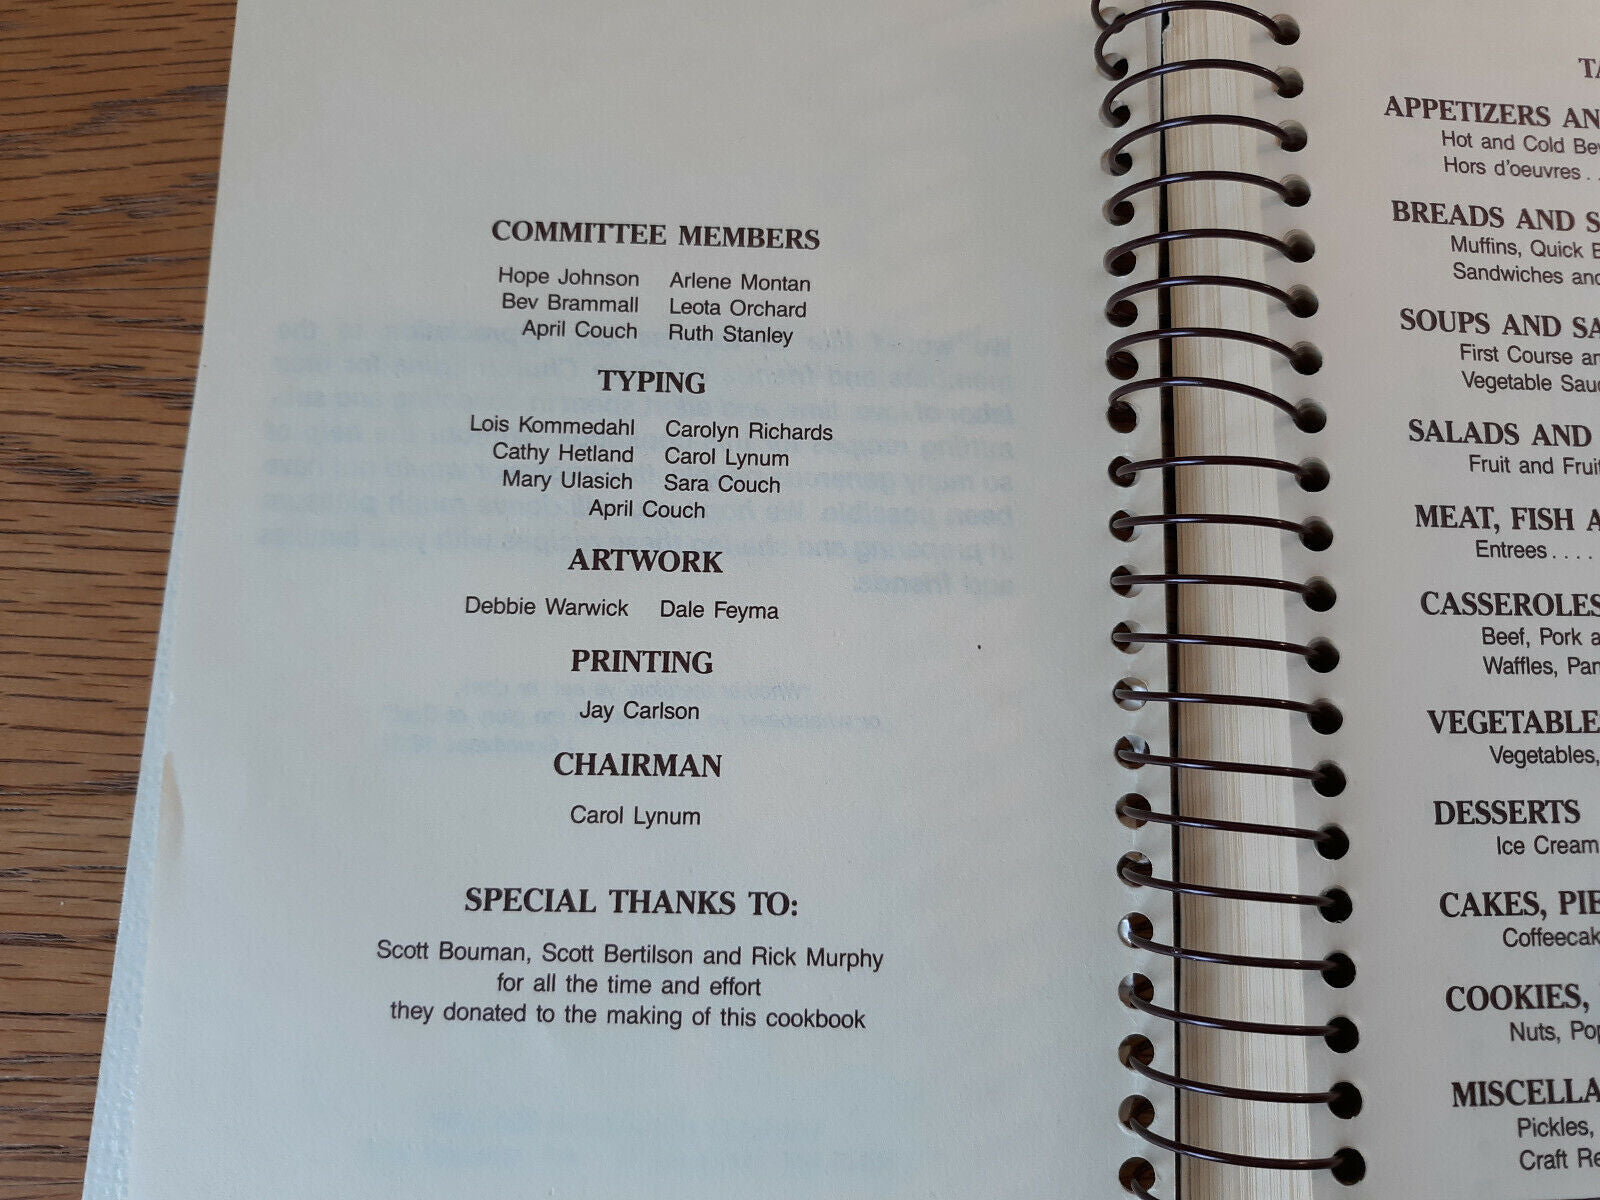 COMMITTEE MEMBERS
Hope Johnson Arlene Montan
Bev Brammall Leota Orchard
April Couch Ruth Stanley
TYPING
Lois Kommedahl Carolyn Richards
Cathy Hetland Carol Lynum
Mary Ulasich Sara Couch
April Couch
ARTWORK
Debbie Warwick Dale Feyma
PRINTING
Jay Carlson
CHAIRMAN
Carol Lynum
SPECIAL THANKS TO:
Scott Bouman, Scott Bertilson and Rick Murphy
for all the time and effort
they donated to the making of this cookbook
TA
APPETIZERS AN
Hot and Cold Bev
Hors d'oeuvres . .
BREADS AND S
Muffins, Quick B
Sandwiches and
SOUPS AND SA
First Course an
Vegetable Sauc
SALADS AND
Fruit and Fruit
MEAT, FISH A
Entrees . . . .
CASSEROLES
Beef, Pork a
Waffles, Pan
VEGETABLE
Vegetables,
DESSERTS
Ice Cream
CAKES, PIE
Coffeecak
COOKIES,
Nuts, Pop
MISCELLA
Pickles,
Craft Re